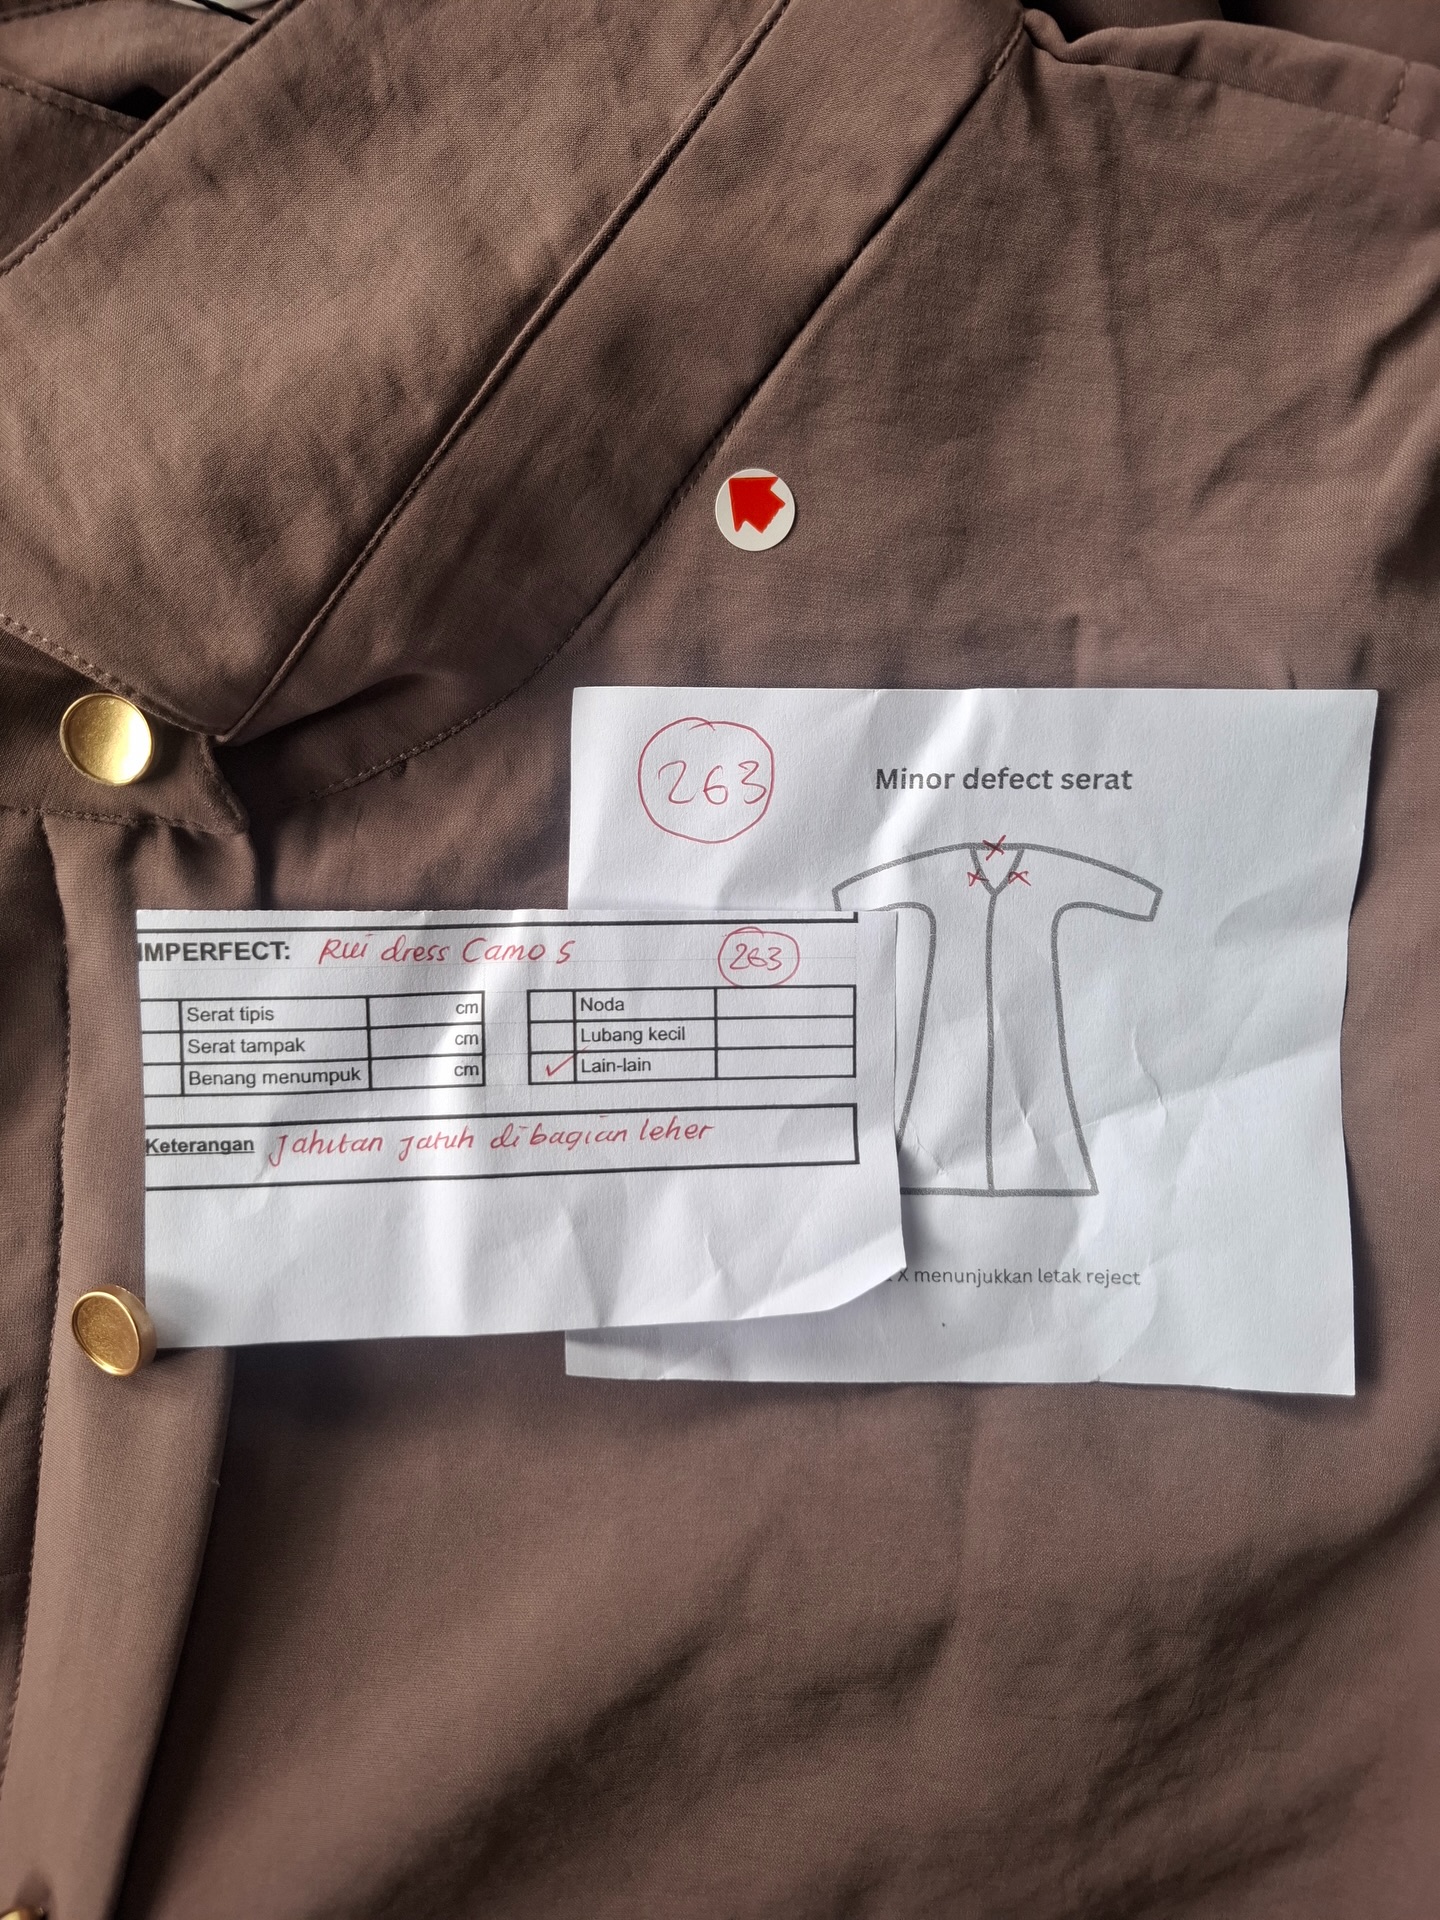 263
Minor defect serat
IMPERFECT: Rui dress Camo S 263
Serat tipis cm
Serat tampak cm
Benang menumpuk cm
Noda
Lubang kecil
Lain-lain
Keterangan Jahitan jatuh di bagian leher
X menunjukkan letak reject